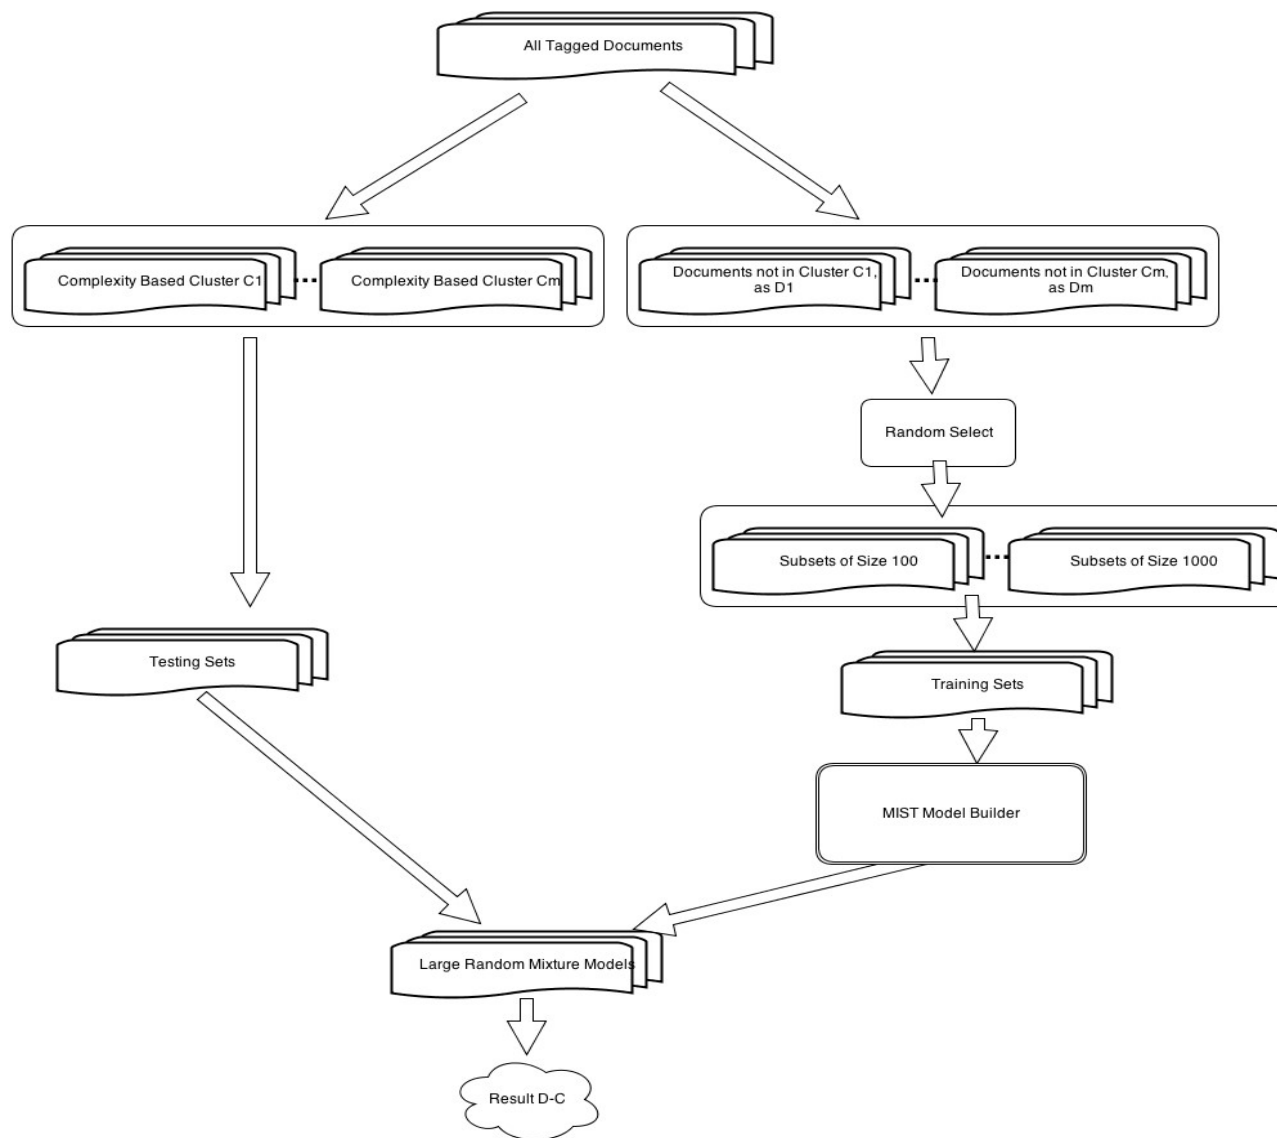 All Tagged Documents
Complexity Based Cluster C1
Complexity Based Cluster Cm
Documents not in Cluster C1,
as D1
Documents not in Cluster Cm,
as Dm
Random Select
Subsets of Size 100
Subsets of Size 1000
Testing Sets
Training Sets
MIST Model Builder
Large Random Mixture Models
Result D-C